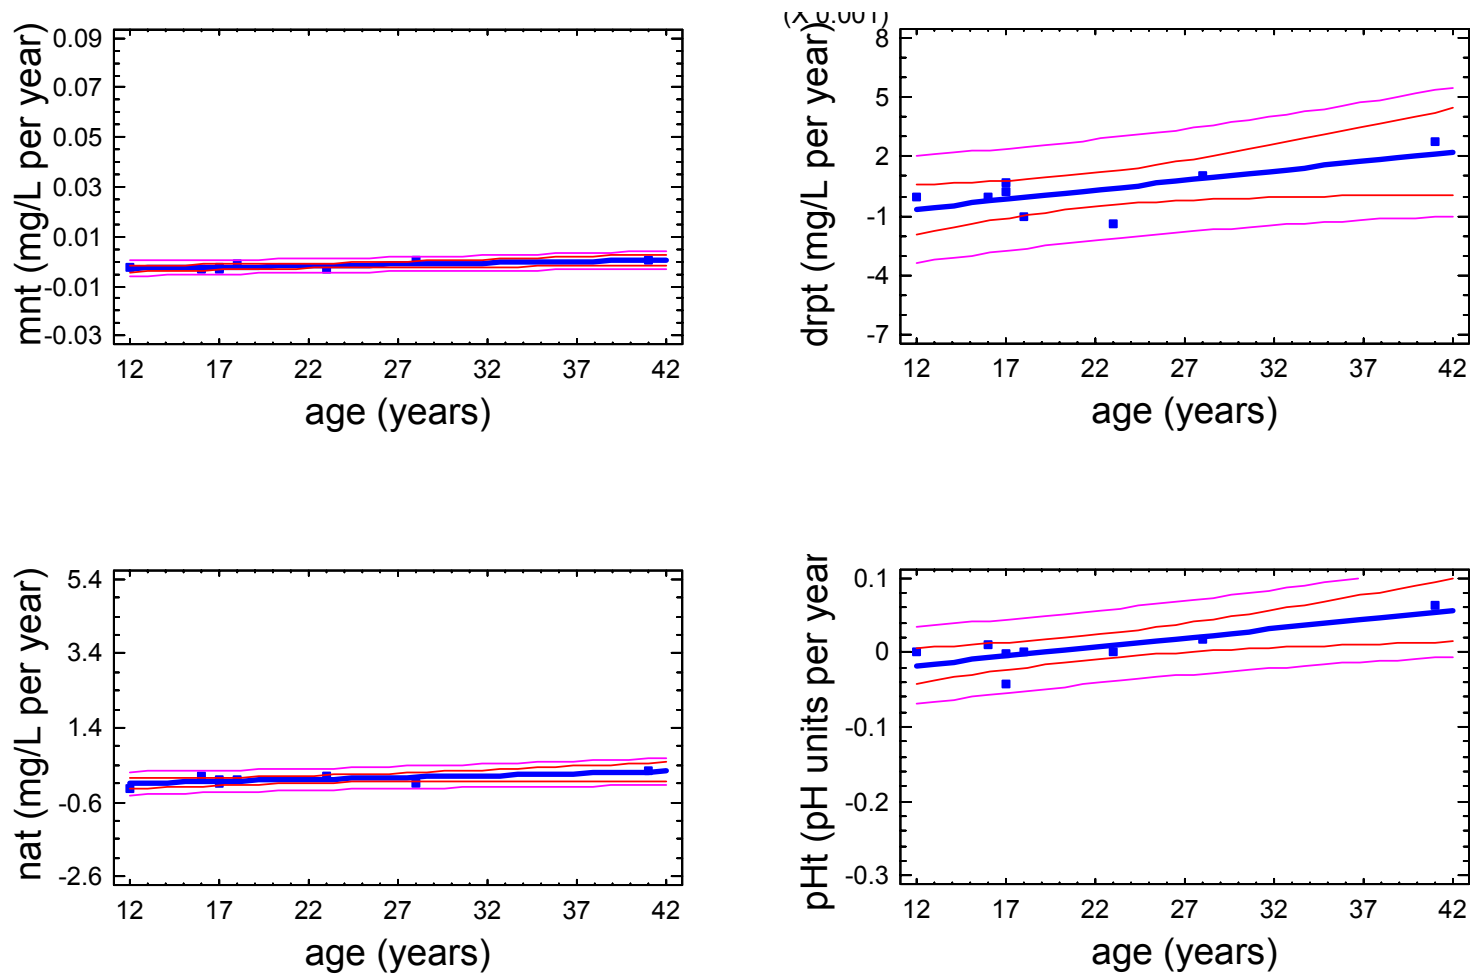 mnt (mg/L per year)
0.09
0.07
0.05
0.03
0.01
-0.01
-0.03
12 17 22 27 32 37 42
age (years)
(X 0.001)
drpt (mg/L per year)
8
5
2
-1
-4
-7
12 17 22 27 32 37 42
age (years)
nat (mg/L per year)
5.4
3.4
1.4
-0.6
-2.6
12 17 22 27 32 37 42
age (years)
pHt (pH units per year
0.1
0
-0.1
-0.2
-0.3
12 17 22 27 32 37 42
age (years)